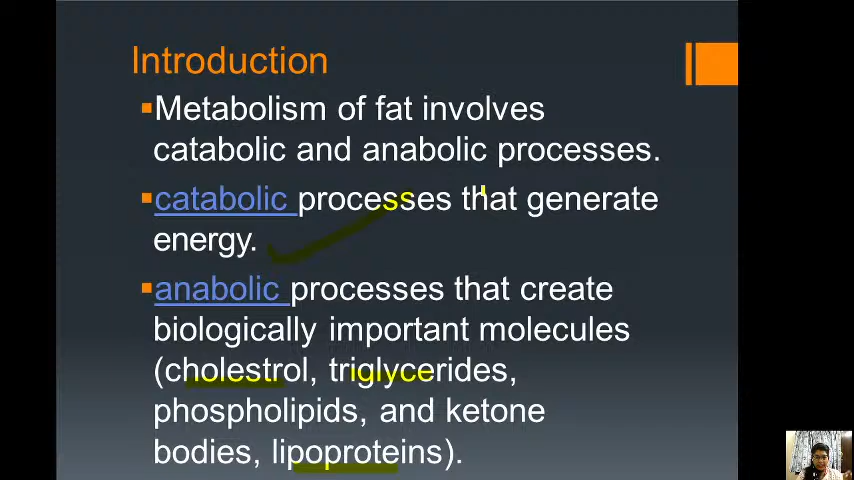 Introduction
Metabolism of fat involves
catabolic and anabolic processes.
catabolic processes that generate
energy.
anabolic processes that create
biologically important molecules
(cholestrol, triglycerides,
phospholipids, and ketone
bodies, lipoproteins).